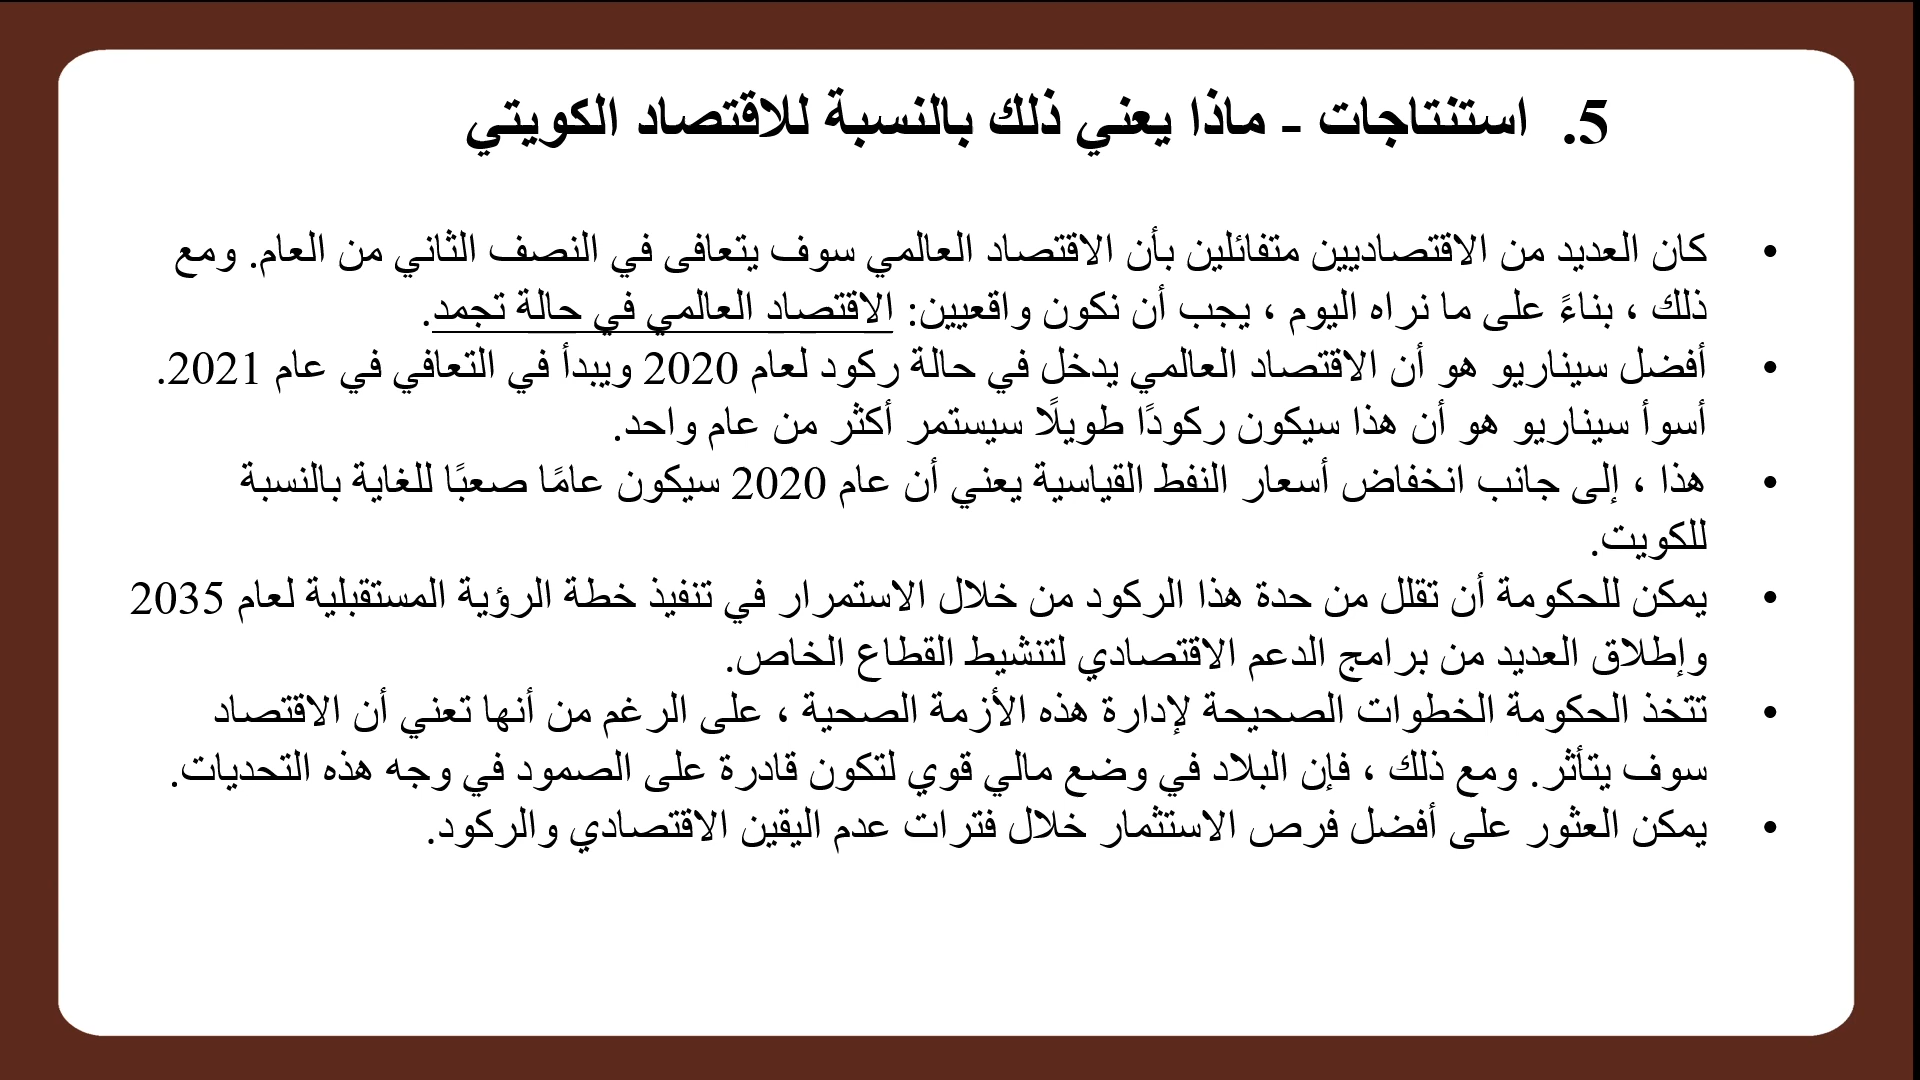 5. استنتاجات - ماذا يعني ذلك بالنسبة للاقتصاد الكويتي
• كان العديد من الاقتصاديين متفائلين بأن الاقتصاد العالمي سوف يتعافى في النصف الثاني من العام. ومع
ذلك ، بناءً على ما نراه اليوم ، يجب أن نكون واقعيين: الاقتصاد العالمي في حالة تجمد.
• أفضل سيناريو هو أن الاقتصاد العالمي يدخل في حالة ركود لعام 2020 ويبدأ في التعافي في عام 2021.
أسوأ سيناريو هو أن هذا سيكون ركودًا طويلًا سيستمر أكثر من عام واحد.
• هذا ، إلى جانب انخفاض أسعار النفط القياسية يعني أن عام 2020 سيكون عامًا صعبًا للغاية بالنسبة
للكويت.
• يمكن للحكومة أن تقلل من حدة هذا الركود من خلال الاستمرار في تنفيذ خطة الرؤية المستقبلية لعام 2035
وإطلاق العديد من برامج الدعم الاقتصادي لتنشيط القطاع الخاص.
• تتخذ الحكومة الخطوات الصحيحة لإدارة هذه الأزمة الصحية ، على الرغم من أنها تعني أن الاقتصاد
سوف يتأثر. ومع ذلك ، فإن البلاد في وضع مالي قوي لتكون قادرة على الصمود في وجه هذه التحديات.
• يمكن العثور على أفضل فرص الاستثمار خلال فترات عدم اليقين الاقتصادي والركود.